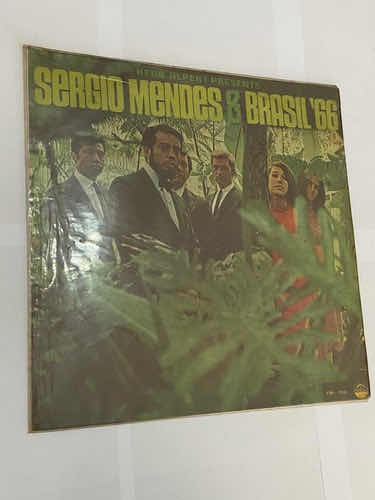 HERB ALPERT PRESENTS
SERGIO MENDES & BRASIL '66